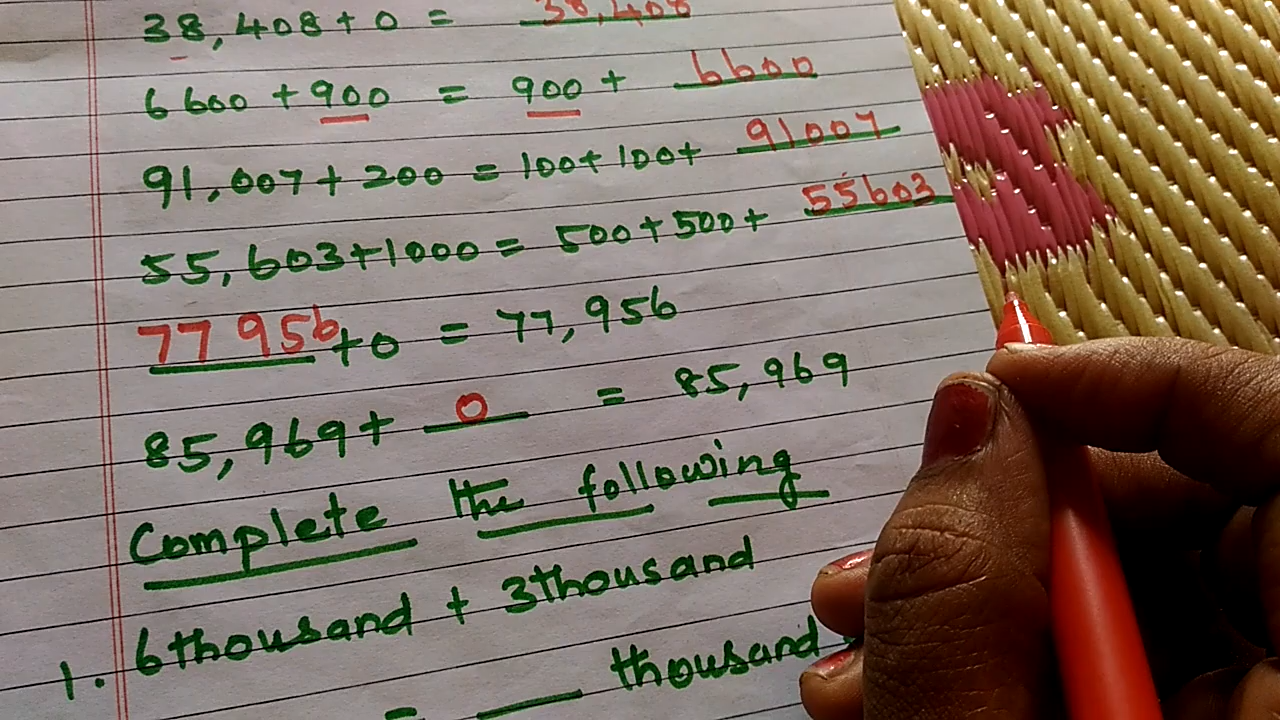 38,408+0 = 38,408
6600 + 900 = 900 + 6600
91,007 + 200 = 100+100+ 91007
55,603+1000 = 500+500+ 55603
77956+0 = 77,956
85,969+ 0 = 85,969
Complete the following
1. 6thousand + 3thousand
= ___ thousand